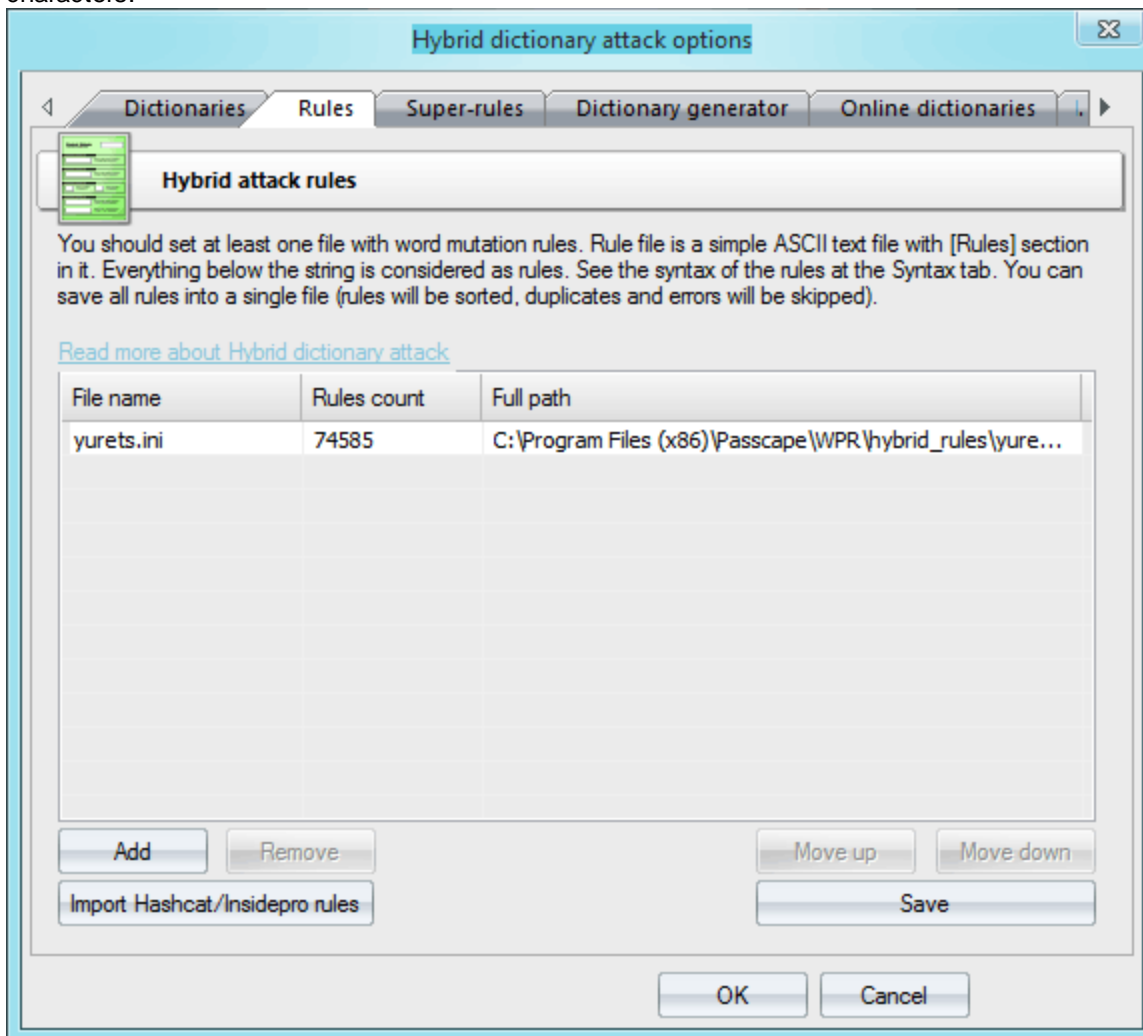 characters.
Hybrid dictionary attack options
Dictionaries Rules Super-rules Dictionary generator Online dictionaries
Hybrid attack rules
You should set at least one file with word mutation rules. Rule file is a simple ASCII text file with [Rules] section
in it. Everything below the string is considered as rules. See the syntax of the rules at the Syntax tab. You can
save all rules into a single file (rules will be sorted, duplicates and errors will be skipped).
Read more about Hybrid dictionary attack
File name Rules count Full path
yurets.ini 74585 C:\Program Files (x86)\Passcape\WPR\hybrid_rules\yure...
Add Remove Move up Move down
Import Hashcat/Insidepro rules Save
OK Cancel